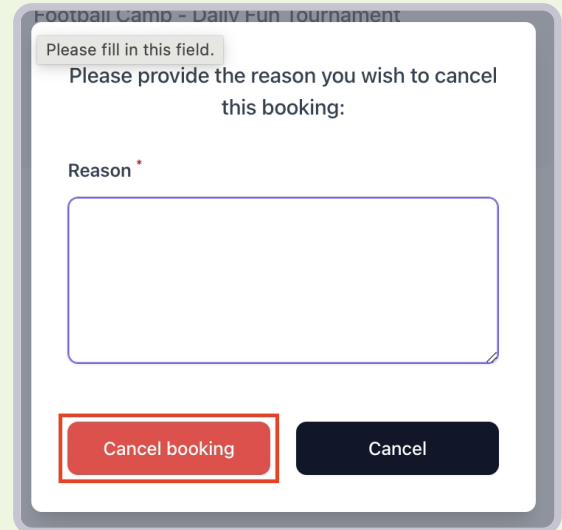 Football Camp - Daily Fun Tournament
Please fill in this field.
Please provide the reason you wish to cancel
this booking:
Reason *
Cancel booking
Cancel